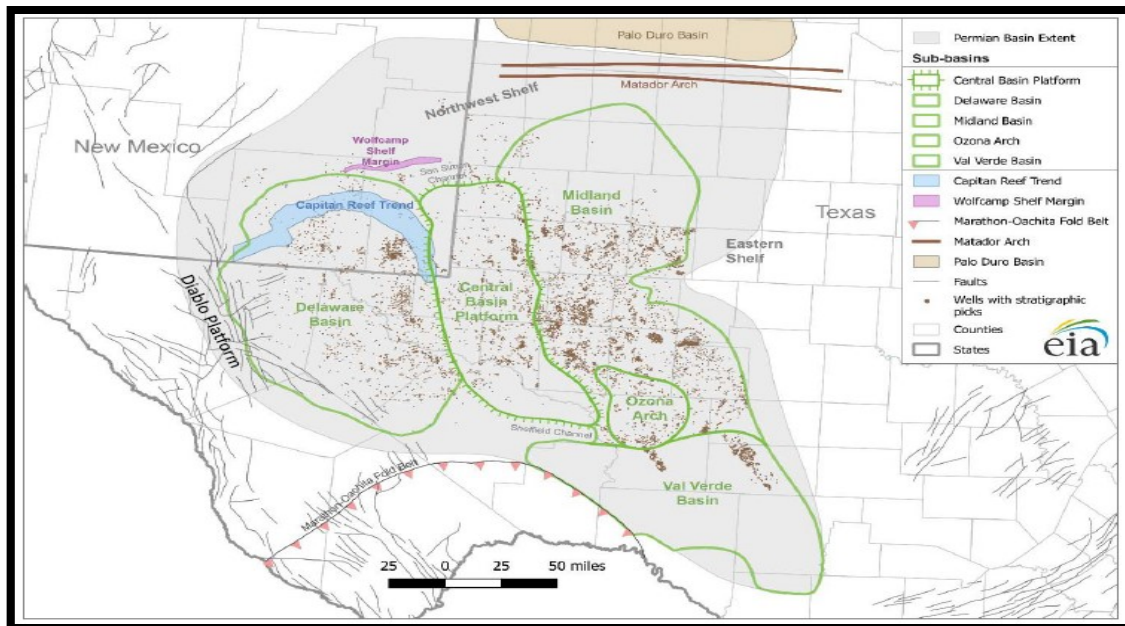 Palo Duro Basin
Matador Arch
Northwest Shelf
New Mexico
Wolfcamp
Shelf
Margin
San Simon
Channel
Capitan Reef Trend
Midland
Basin
Texas
Eastern
Shelf
Diablo Platform
Delaware
Basin
Central
Basin
Platform
Ozona
Arch
Sheffield Channel
Val Verde
Basin
Marathon-Oachita Fold Belt
25 0 25 50 miles
Permian Basin Extent
Sub-basins
Central Basin Platform
Delaware Basin
Midland Basin
Ozona Arch
Val Verde Basin
Capitan Reef Trend
Wolfcamp Shelf Margin
Marathon-Oachita Fold Belt
Matador Arch
Palo Duro Basin
Faults
Wells with stratigraphic
picks
Counties
States
eia